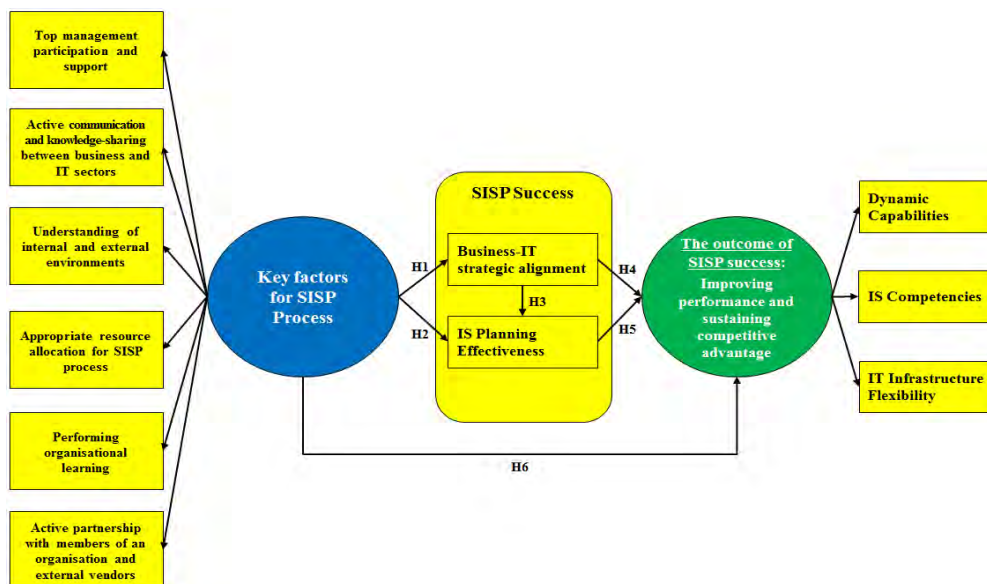 Top management
participation and
support
Active communication
and knowledge-sharing
between business and
IT sectors
Understanding of
internal and external
environments
Appropriate resource
allocation for SISP
process
Performing
organisational
learning
Active partnership
with members of an
organisation and
external vendors
Key factors
for SISP
Process
H1
H2
SISP Success
Business-IT
strategic alignment
H3
IS Planning
Effectiveness
H4
H5
H6
The outcome of
SISP success:
Improving
performance and
sustaining
competitive
advantage
Dynamic
Capabilities
IS Competencies
IT Infrastructure
Flexibility